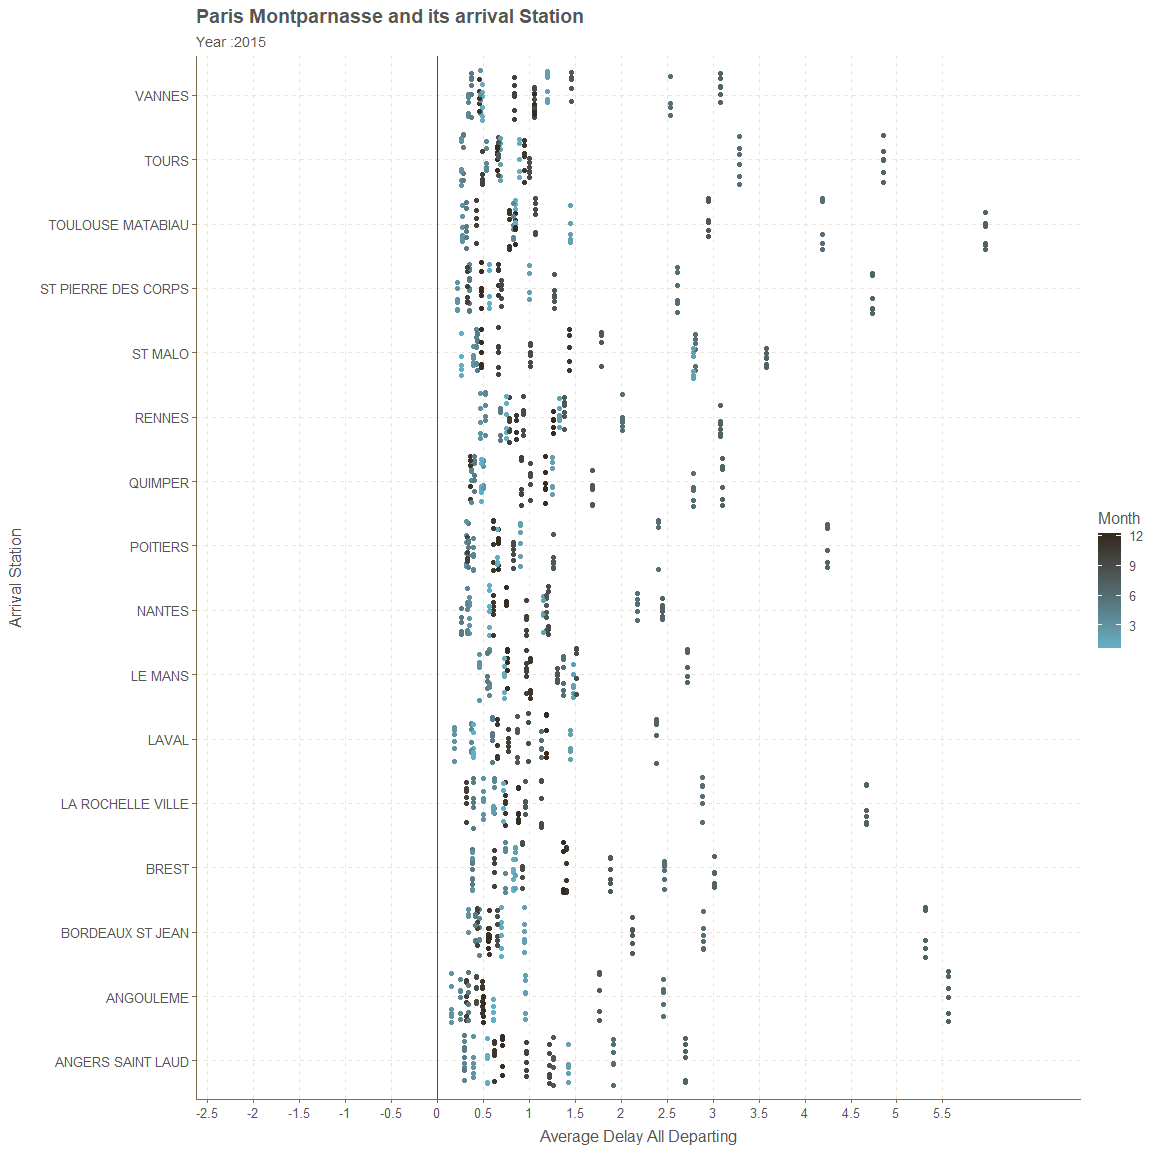 Paris Montparnasse and its arrival Station
Year :2015
VANNES
TOURS
TOULOUSE MATABIAU
ST PIERRE DES CORPS
ST MALO
RENNES
QUIMPER
POITIERS
NANTES
LE MANS
LAVAL
LA ROCHELLE VILLE
BREST
BORDEAUX ST JEAN
ANGOULEME
ANGERS SAINT LAUD
Arrival Station
-2.5 -2 -1.5 -1 -0.5 0 0.5 1 1.5 2 2.5 3 3.5 4 4.5 5 5.5
Average Delay All Departing
Month
12
9
6
3